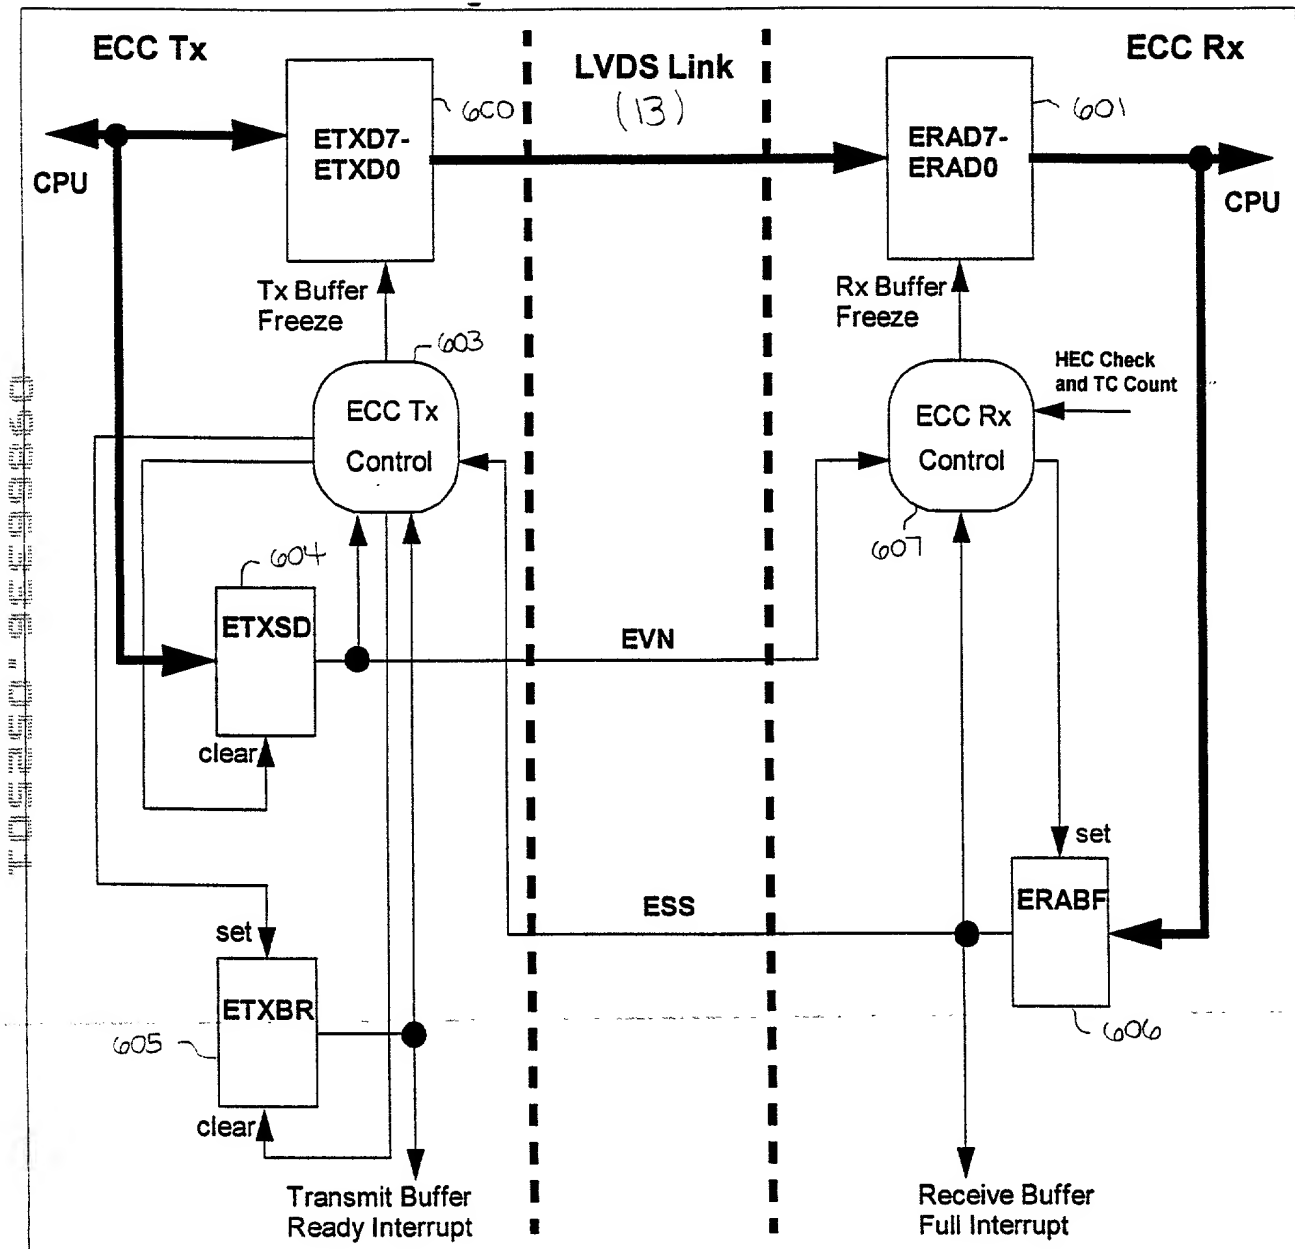 ECC Tx
LVDS Link
(13)
ECC Rx
600
601
ETXD7-
ETXD0
ERAD7-
ERAD0
CPU
CPU
Tx Buffer
Freeze
Rx Buffer
Freeze
603
HEC Check
and TC Count
ECC Tx
Control
ECC Rx
Control
607
604
ETXSD
EVN
clear
set
ERABF
ESS
set
ETXBR
605
606
clear
Transmit Buffer
Ready Interrupt
Receive Buffer
Full Interrupt